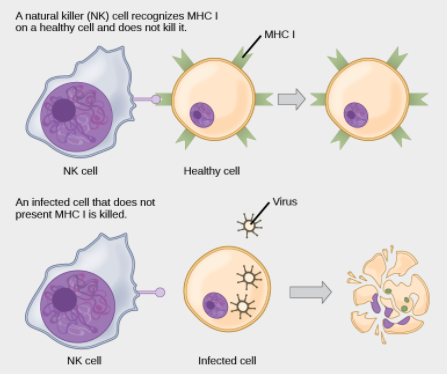 A natural killer (NK) cell recognizes MHC I
on a healthy cell and does not kill it.
MHC I
NK cell
Healthy cell
An infected cell that does not
present MHC I is killed.
Virus
NK cell
Infected cell